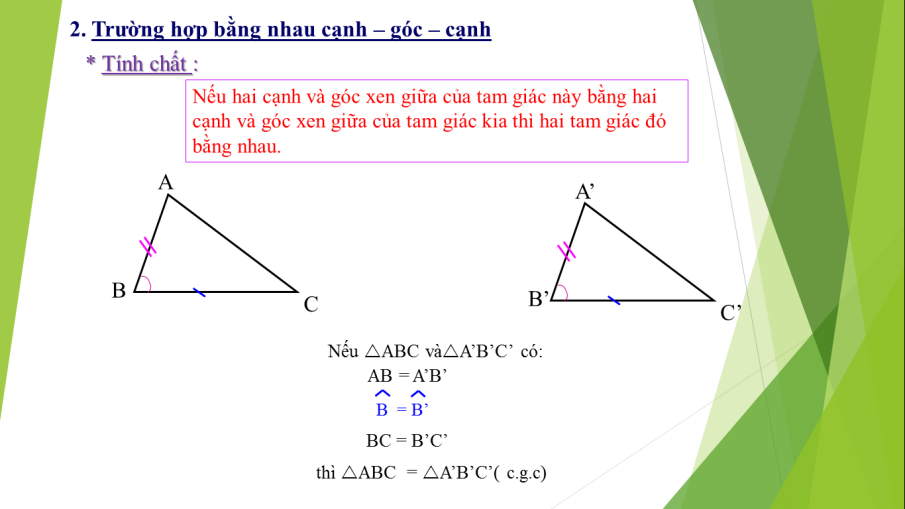 2. Trường hợp bằng nhau cạnh – góc – cạnh
* Tính chất :
Nếu hai cạnh và góc xen giữa của tam giác này bằng hai
cạnh và góc xen giữa của tam giác kia thì hai tam giác đó
bằng nhau.
A
A’
B
C
B’
C’
Nếu △ABC và△A’B’C’ có:
AB = A’B’
B̂ = B̂’
BC = B’C’
thì △ABC = △A’B’C’( c.g.c)